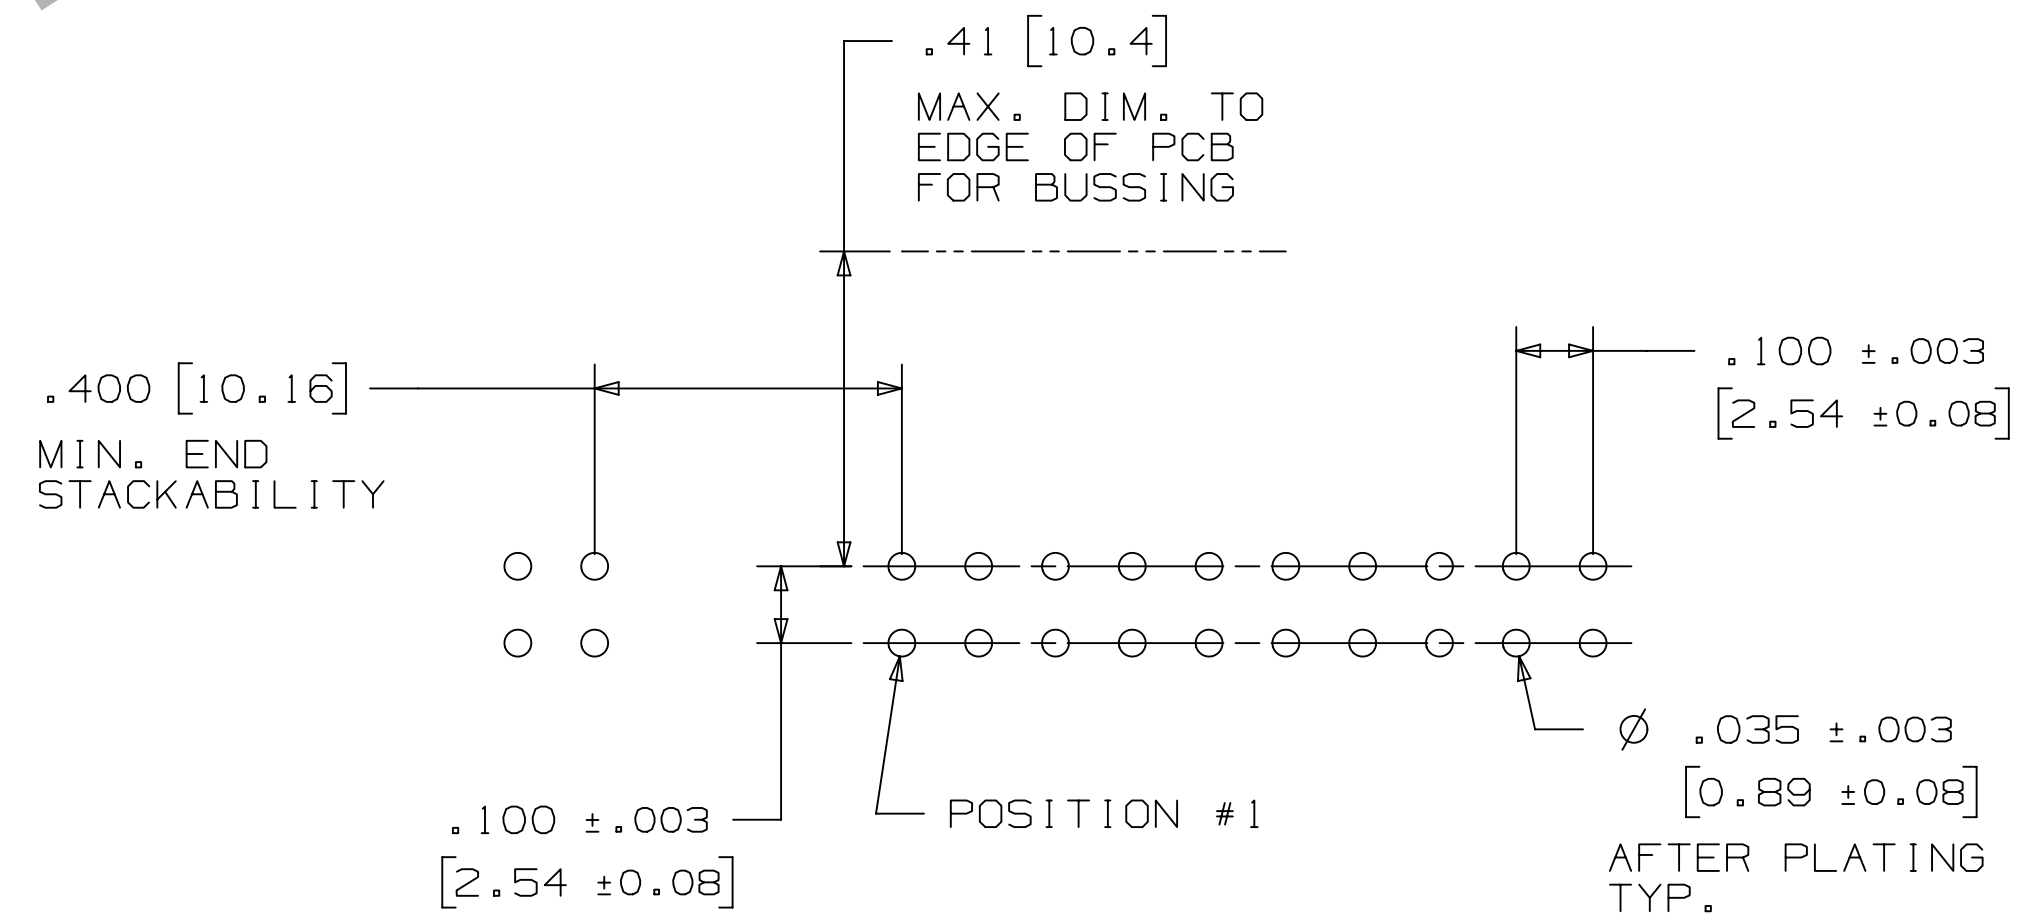 .41 [10.4]
MAX. DIM. TO
EDGE OF PCB
FOR BUSSING
.400 [10.16]
MIN. END
STACKABILITY
.100 ±.003
[2.54 ±0.08]
.100 ±.003
[2.54 ±0.08]
POSITION #1
Ø .035 ±.003
[0.89 ±0.08]
AFTER PLATING
TYP.